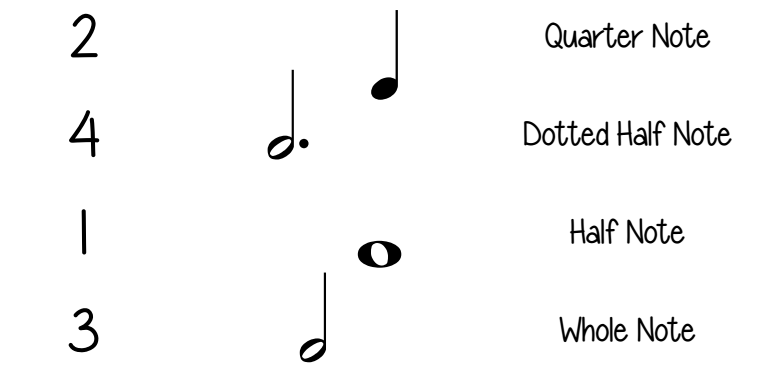 2 Quarter Note
4 Dotted Half Note
1 Half Note
3 Whole Note